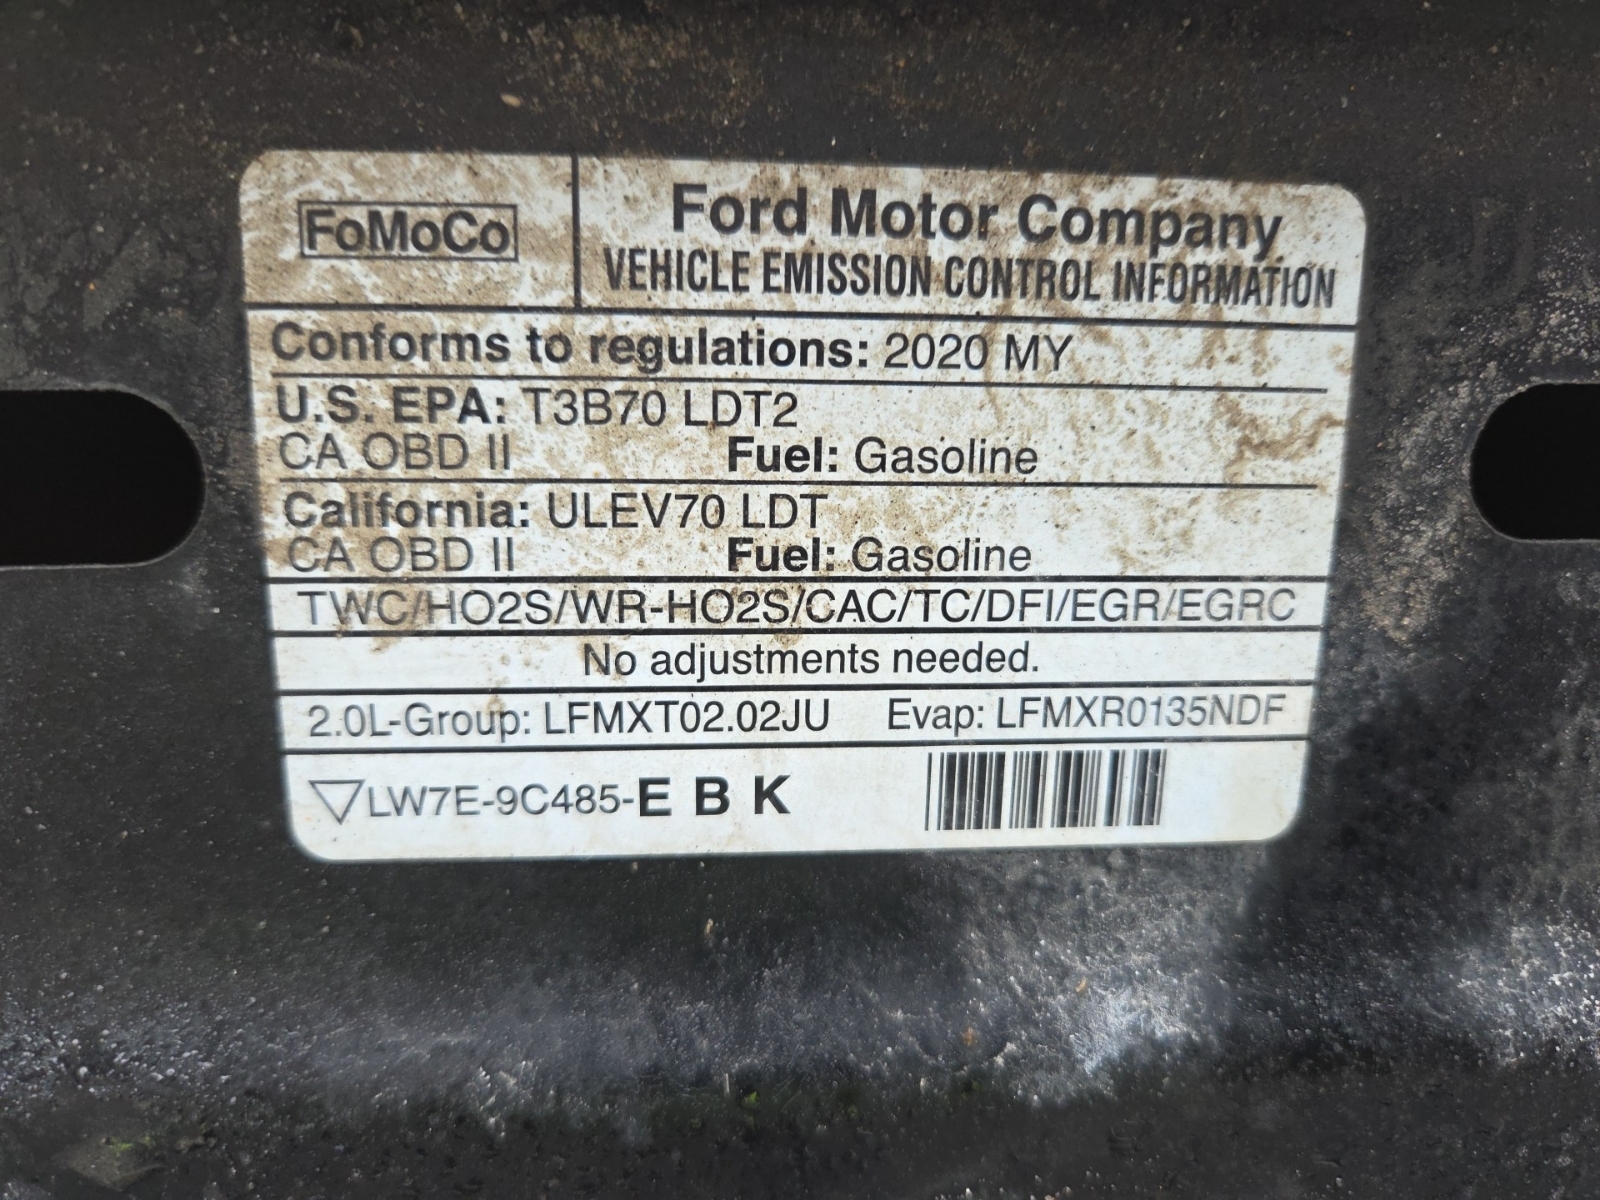 FoMoCo
Ford Motor Company
VEHICLE EMISSION CONTROL INFORMATION
Conforms to regulations: 2020 MY
U.S. EPA: T3B70 LDT2
CA OBD II Fuel: Gasoline
California: ULEV70 LDT
CA OBD II Fuel: Gasoline
TWC/HO2S/WR-HO2S/CAC/TC/DFI/EGR/EGRC
No adjustments needed.
2.0L-Group: LFMXT02.02JU Evap: LFMXR0135NDF
LW7E-9C485-E B K